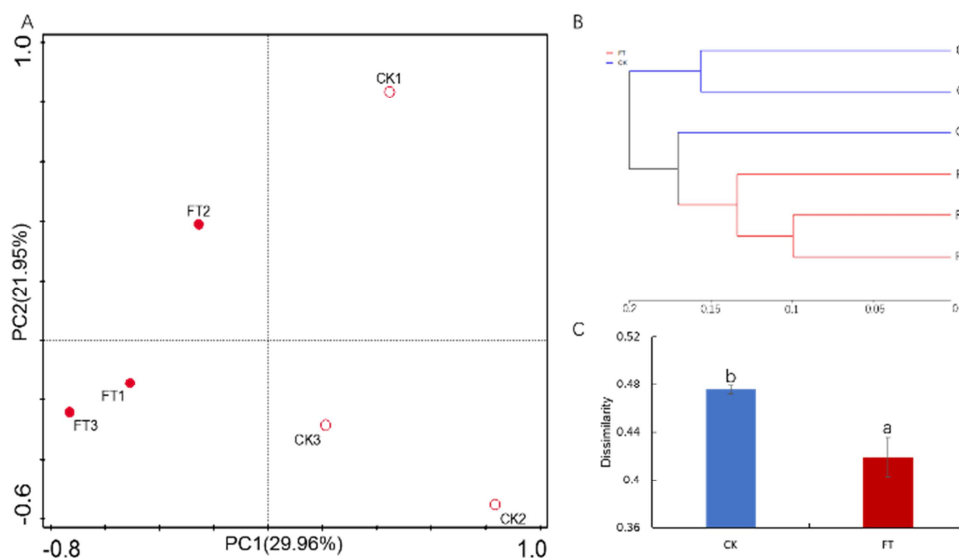 A
1.0
CK1
FT2
PC2(21.95%)
FT1
FT3
CK3
CK2
-0.6
-0.8
PC1(29.96%)
1.0
B
FT
CK
0.2
0.15
0.1
0.05
C
0.52
b
0.48
a
Dissimilarity
0.44
0.4
0.36
CK
FT